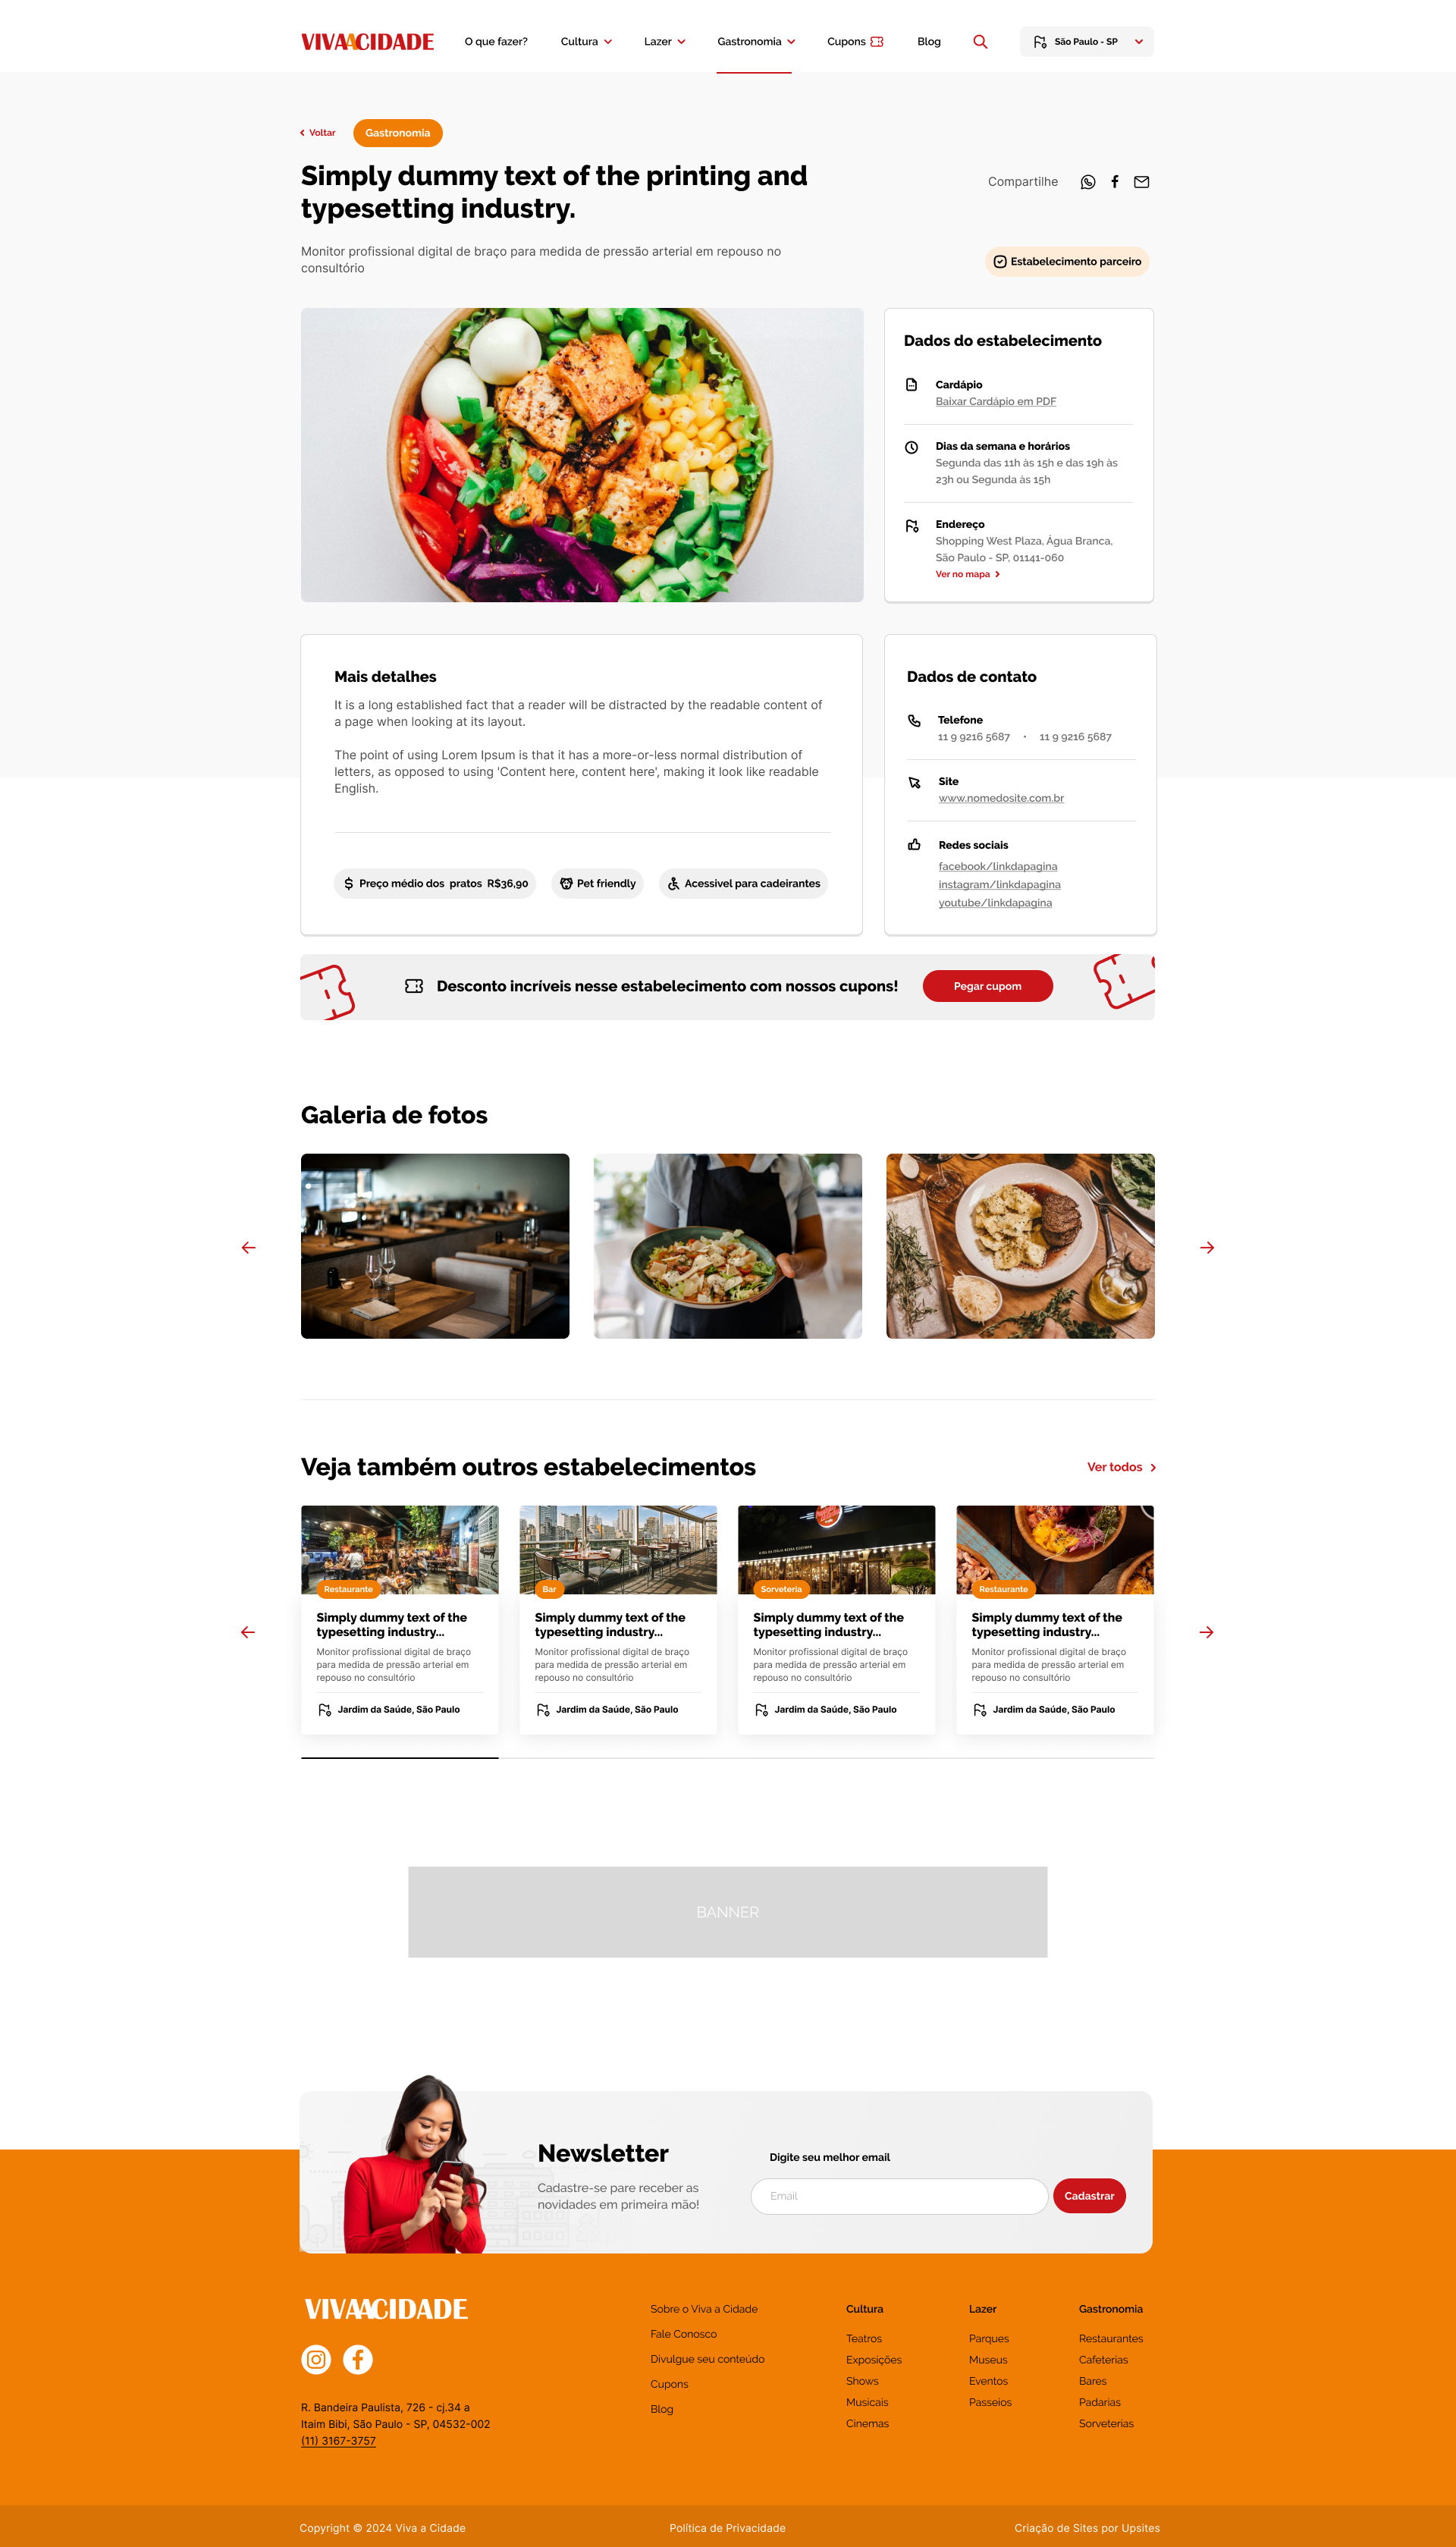 VIVAACIDADE
O que fazer?
Cultura
Lazer
Gastronomia
Cupons
Blog
São Paulo - SP
Voltar
Gastronomia
Simply dummy text of the printing and
typesetting industry.
Compartilhe
Monitor profissional digital de braço para medida de pressão arterial em repouso no
consultório
Estabelecimento parceiro
Dados do estabelecimento
Cardápio
Baixar Cardápio em PDF
Dias da semana e horários
Segunda das 11h às 15h e das 19h às
23h ou Segunda às 15h
Endereço
Shopping West Plaza, Água Branca,
São Paulo - SP, 01141-060
Ver no mapa
Mais detalhes
It is a long established fact that a reader will be distracted by the readable content of
a page when looking at its layout.
The point of using Lorem Ipsum is that it has a more-or-less normal distribution of
letters, as opposed to using 'Content here, content here', making it look like readable
English.
Preço médio dos pratos R$36,90
Pet friendly
Acessivel para cadeirantes
Dados de contato
Telefone
11 9 9216 5687 • 11 9 9216 5687
Site
www.nomedosite.com.br
Redes sociais
facebook/linkdapagina
instagram/linkdapagina
youtube/linkdapagina
Desconto incríveis nesse estabelecimento com nossos cupons!
Pegar cupom
Galeria de fotos
Veja também outros estabelecimentos
Ver todos
Restaurante
Simply dummy text of the
typesetting industry...
Monitor profissional digital de braço
para medida de pressão arterial em
repouso no consultório
Jardim da Saúde, São Paulo
Bar
Simply dummy text of the
typesetting industry...
Monitor profissional digital de braço
para medida de pressão arterial em
repouso no consultório
Jardim da Saúde, São Paulo
Sorveteria
Simply dummy text of the
typesetting industry...
Monitor profissional digital de braço
para medida de pressão arterial em
repouso no consultório
Jardim da Saúde, São Paulo
Restaurante
Simply dummy text of the
typesetting industry...
Monitor profissional digital de braço
para medida de pressão arterial em
repouso no consultório
Jardim da Saúde, São Paulo
BANNER
Newsletter
Cadastre-se pare receber as
novidades em primeira mão!
Digite seu melhor email
Email
Cadastrar
VIVAACIDADE
R. Bandeira Paulista, 726 - cj.34 a
Itaim Bibi, São Paulo - SP, 04532-002
(11) 3167-3757
Sobre o Viva a Cidade
Fale Conosco
Divulgue seu conteúdo
Cupons
Blog
Cultura
Teatros
Exposições
Shows
Musicais
Cinemas
Lazer
Parques
Museus
Eventos
Passeios
Gastronomia
Restaurantes
Cafeterias
Bares
Padarias
Sorveterias
Copyright © 2024 Viva a Cidade
Política de Privacidade
Criação de Sites por Upsites